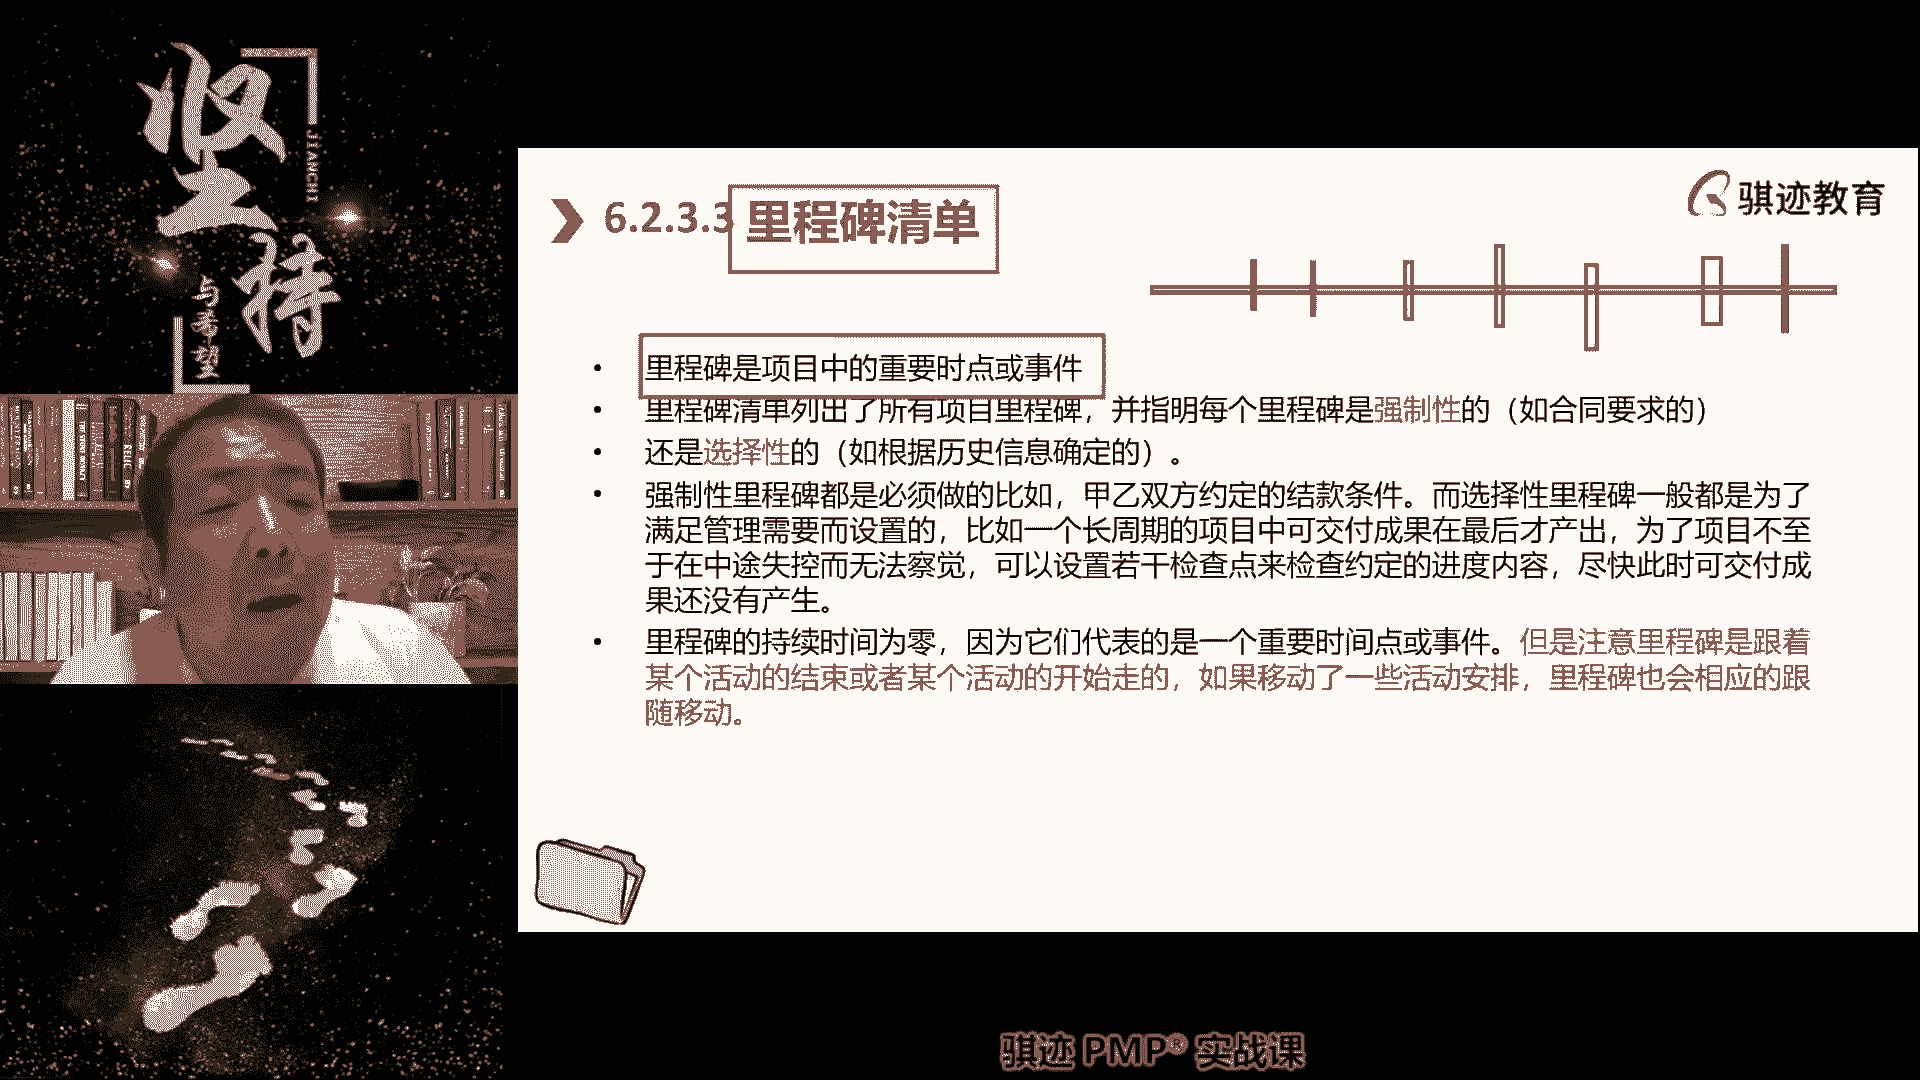 坚持
JIANCHI
与希望
6.2.3.3 里程碑清单
骐迹教育
里程碑是项目中的重要时点或事件
里程碑清单列出了所有项目里程碑，并指明每个里程碑是强制性的（如合同要求的）
还是选择性的（如根据历史信息确定的）。
强制性里程碑都是必须做的比如，甲乙双方约定的结款条件。而选择性里程碑一般都是为了
满足管理需要而设置的，比如一个长周期的项目中可交付成果在最后才产出，为了项目不至
于在中途失控而无法察觉，可以设置若干检查点来检查约定的进度内容，尽快此时可交付成
果还没有产生。
里程碑的持续时间为零，因为它们代表的是一个重要时间点或事件。但是注意里程碑是跟着
某个活动的结束或者某个活动的开始走的，如果移动了一些活动安排，里程碑也会相应的跟
随移动。
骐迹 PMP® 实战课